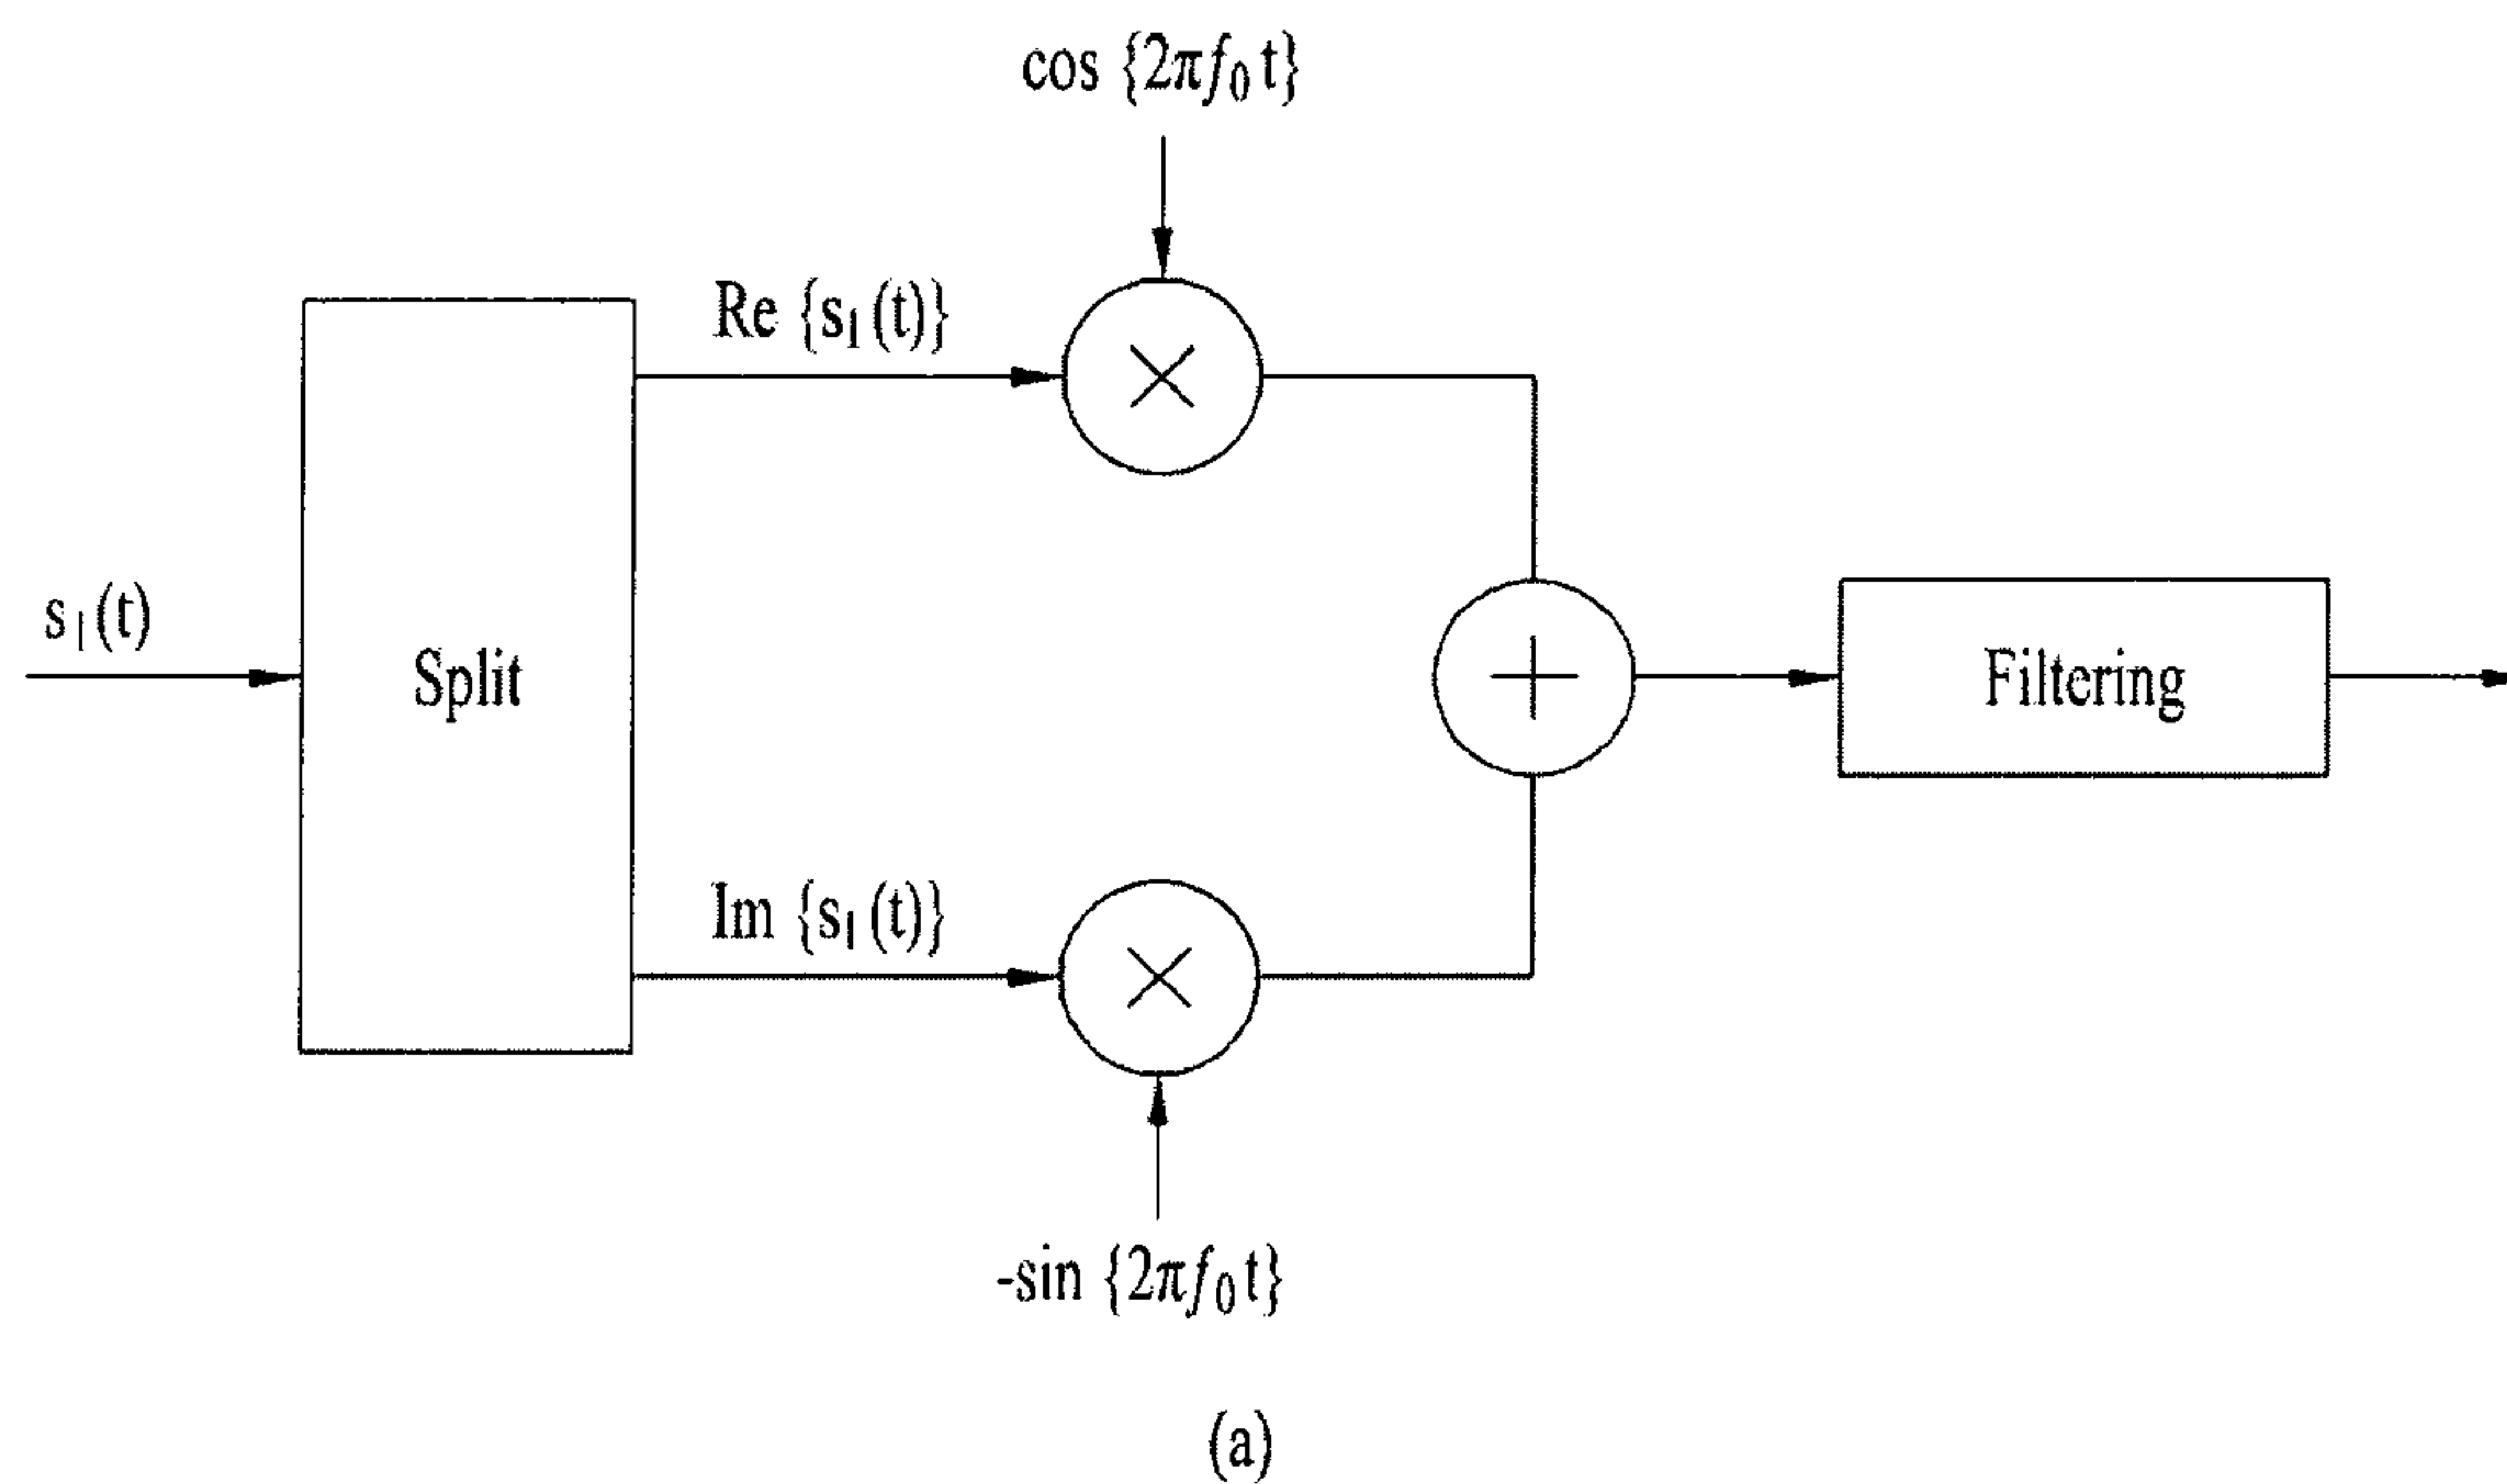 cos {2πf₀t}
Re {s₁(t)}
s₁(t)
Split
Filtering
Im {s₁(t)}
-sin {2πf₀t}
(a)